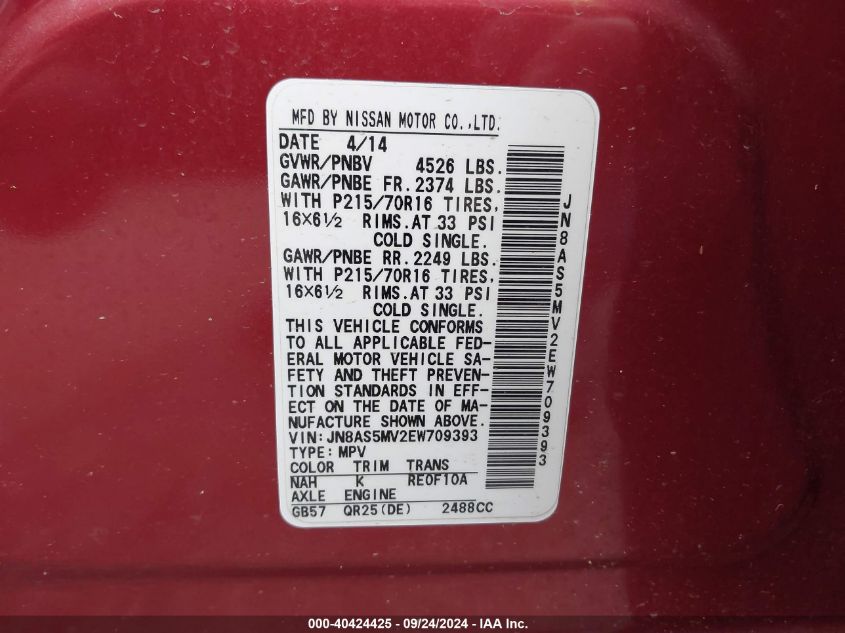 MFD BY NISSAN MOTOR CO.,LTD.
DATE 4/14
GVWR/PNBV 4526 LBS.
GAWR/PNBE FR.2374 LBS.
WITH P215/70R16 TIRES,
16X6½ RIMS.AT 33 PSI
COLD SINGLE.
GAWR/PNBE RR.2249 LBS.
WITH P215/70R16 TIRES,
16X6½ RIMS.AT 33 PSI
COLD SINGLE.
THIS VEHICLE CONFORMS
TO ALL APPLICABLE FED-
ERAL MOTOR VEHICLE SA-
FETY AND THEFT PREVEN-
TION STANDARDS IN EFF-
ECT ON THE DATE OF MA-
NUFACTURE SHOWN ABOVE.
VIN:JN8AS5MV2EW709393
TYPE:MPV
COLOR TRIM TRANS
NAH K RE0F10A
AXLE ENGINE
GB57 QR25(DE) 2488CC
JN8AS5MV2EW709393
000-40424425 - 09/24/2024 - IAA Inc.